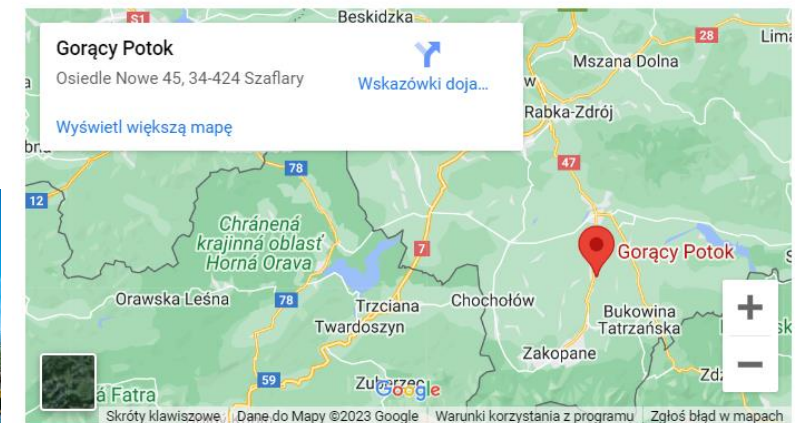 S1
Beskidzka
Gorący Potok
Osiedle Nowe 45, 34-424 Szaflary
Wskazówki doja...
Wyświetl większą mapę
28
Lima
Mszana Dolna
w
Rabka-Zdrój
47
78
12
Chránená
krajinná oblasť
Horná Orava
7
Gorący Potok
Orawska Leśna
78
Trzciana
Chochołów
Twardoszyn
Bukowina
Tatrzańska
sk
Zakopane
+
−
59
Zuberzec
Google
Zdz
á Fatra
Skróty klawiszowe
Dane do Mapy ©2023 Google
Warunki korzystania z programu
Zgłoś błąd w mapach